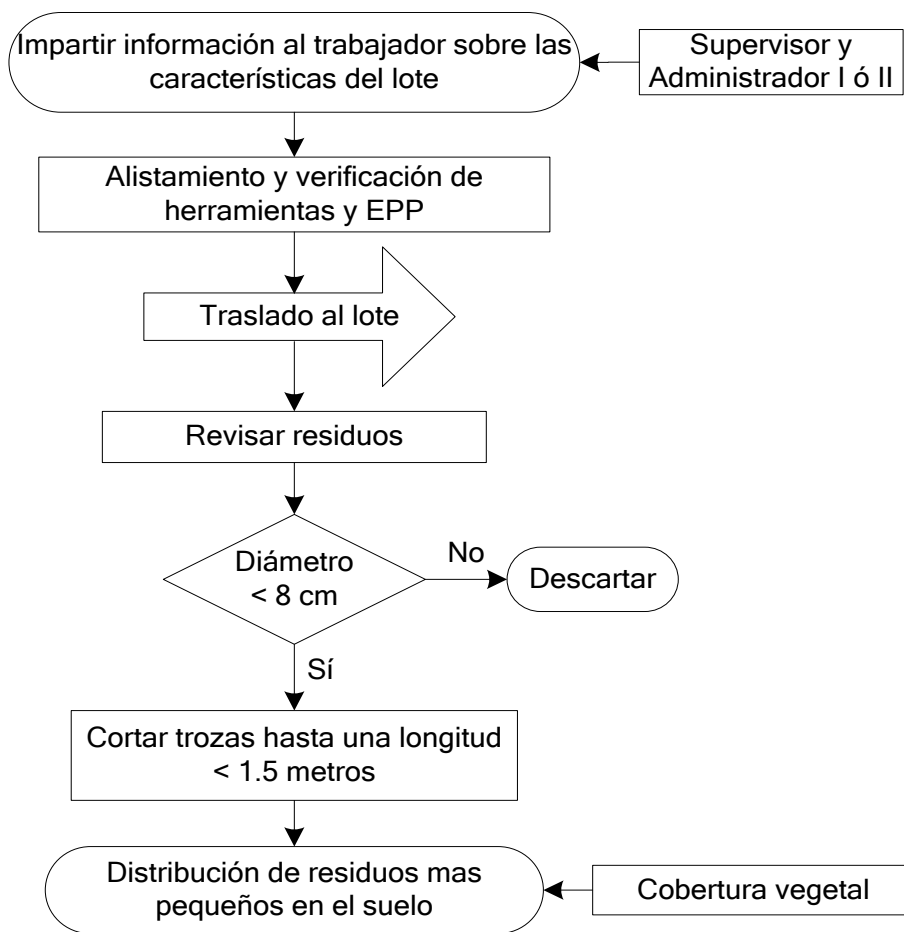 Impartir información al trabajador sobre las
características del lote
Supervisor y
Administrador I ó II
Alistamiento y verificación de
herramientas y EPP
Traslado al lote
Revisar residuos
Diámetro
< 8 cm
No
Descartar
Sí
Cortar trozas hasta una longitud
< 1.5 metros
Distribución de residuos mas
pequeños en el suelo
Cobertura vegetal